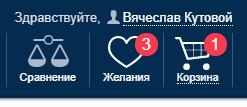 Здравствуйте, Вячеслав Кутовой
3 1
Сравнение Желания Корзина